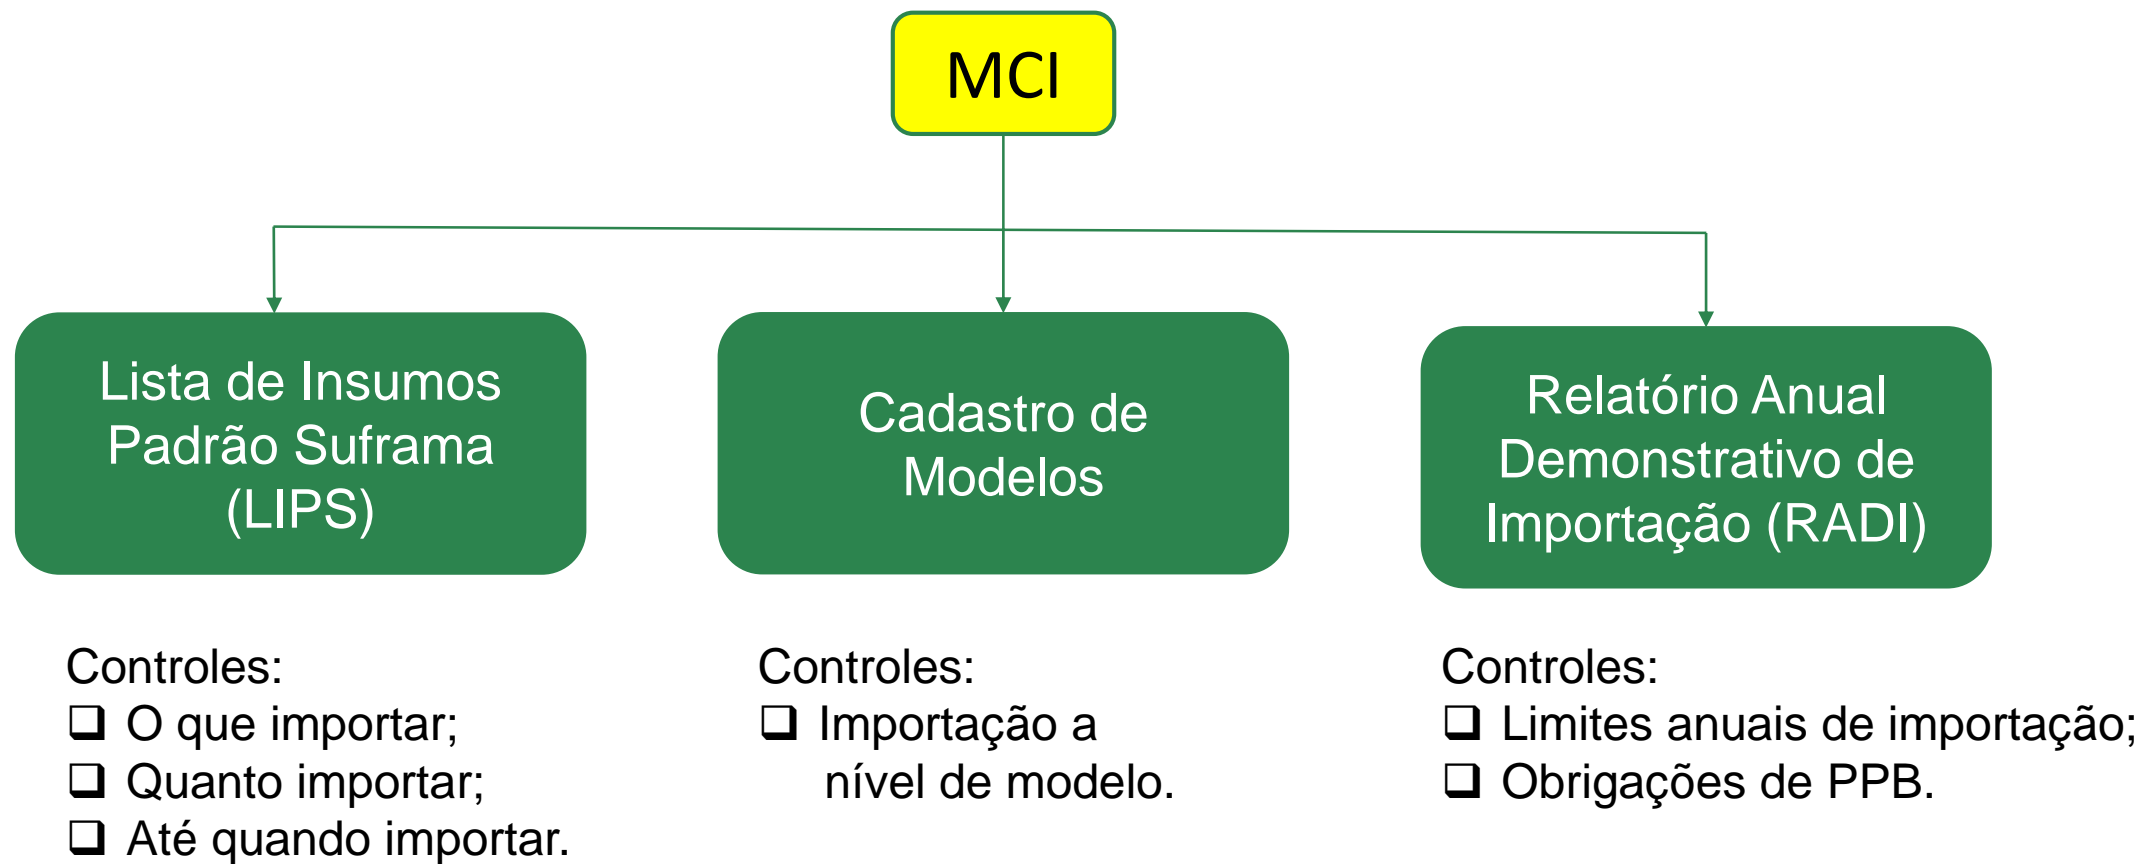 MCI
Lista de Insumos
Padrão Suframa
(LIPS)
Cadastro de
Modelos
Relatório Anual
Demonstrativo de
Importação (RADI)
Controles:
❑ O que importar;
❑ Quanto importar;
❑ Até quando importar.
Controles:
❑ Importação a
nível de modelo.
Controles:
❑ Limites anuais de importação;
❑ Obrigações de PPB.